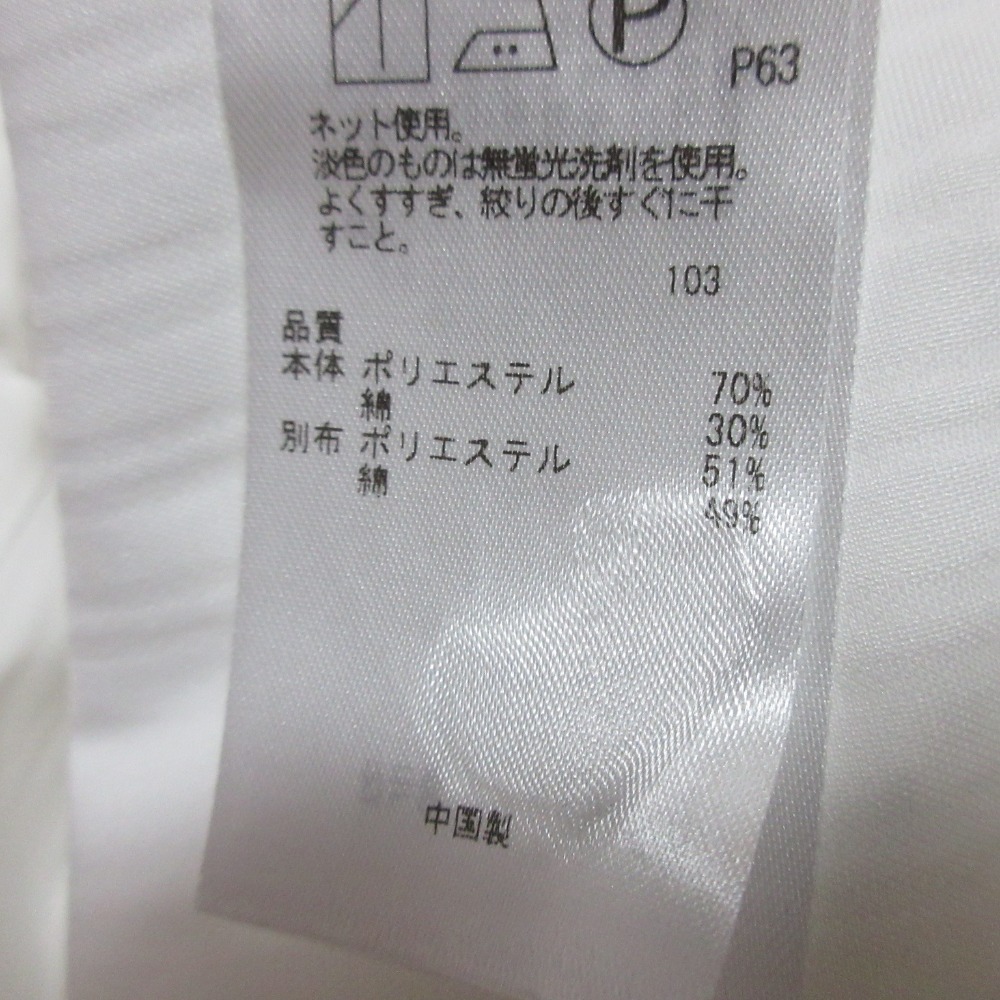 P
P63
ネット使用。
淡色のものは無蛍光洗剤を使用。
よくすすぎ、絞りの後すぐに干
すこと。
103
品質
本体 ポリエステル 70%
綿 30%
別布 ポリエステル 51%
綿 49%
中国製